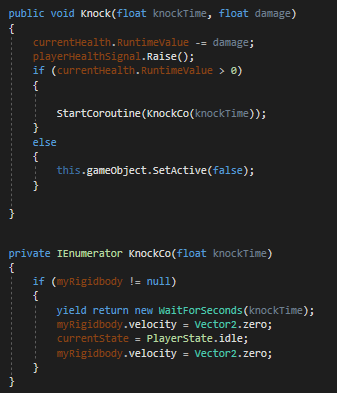 public void Knock(float knockTime, float damage)
{
    currentHealth.RuntimeValue -= damage;
    playerHealthSignal.Raise();
    if (currentHealth.RuntimeValue > 0)
    {
        StartCoroutine(KnockCo(knockTime));
    }
    else
    {
        this.gameObject.SetActive(false);
    }
}
private IEnumerator KnockCo(float knockTime)
{
    if (myRigidbody != null)
    {
        yield return new WaitForSeconds(knockTime);
        myRigidbody.velocity = Vector2.zero;
        currentState = PlayerState.idle;
        myRigidbody.velocity = Vector2.zero;
    }
}